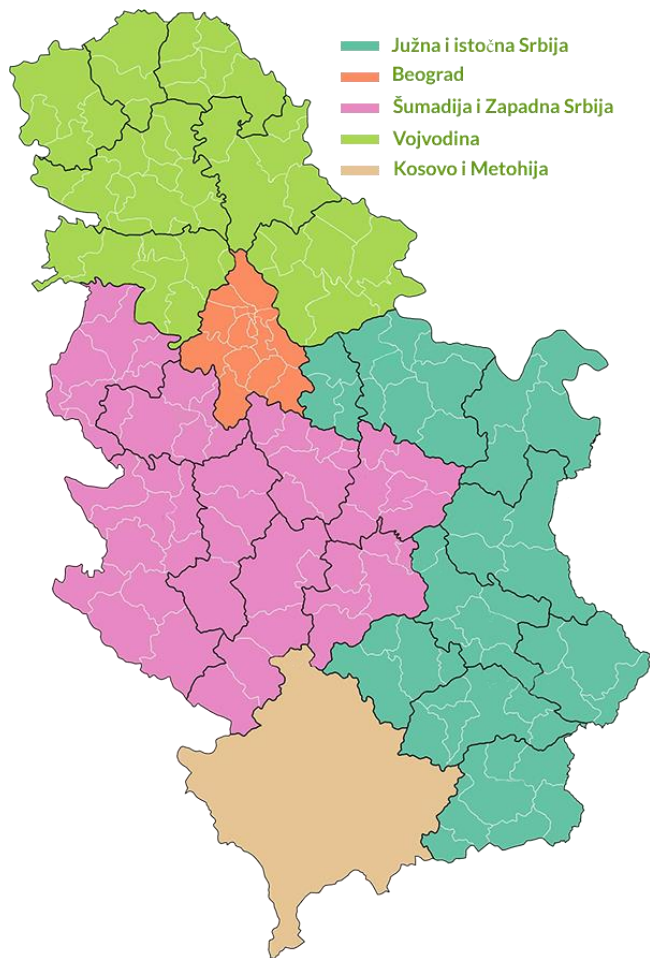 Južna i istočna Srbija
Beograd
Šumadija i Zapadna Srbija
Vojvodina
Kosovo i Metohija